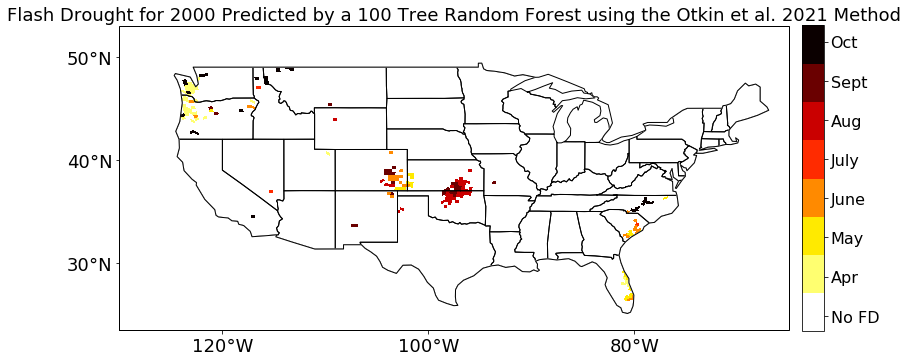 Flash Drought for 2000 Predicted by a 100 Tree Random Forest using the Otkin et al. 2021 Method
50°N
40°N
30°N
120°W
100°W
80°W
Oct
Sept
Aug
July
June
May
Apr
No FD